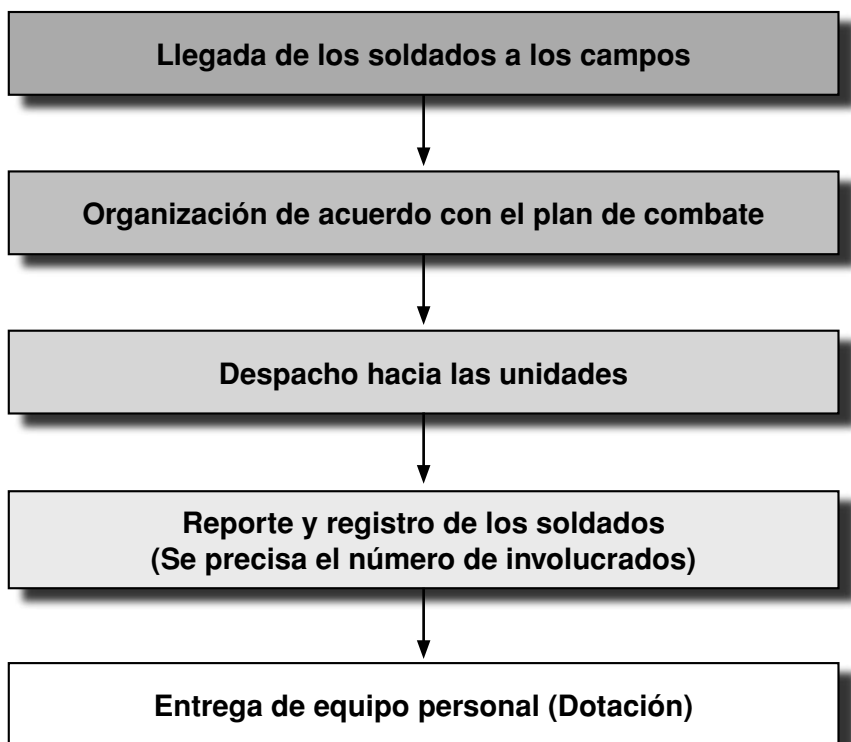 Llegada de los soldados a los campos
Organización de acuerdo con el plan de combate
Despacho hacia las unidades
Reporte y registro de los soldados
(Se precisa el número de involucrados)
Entrega de equipo personal (Dotación)